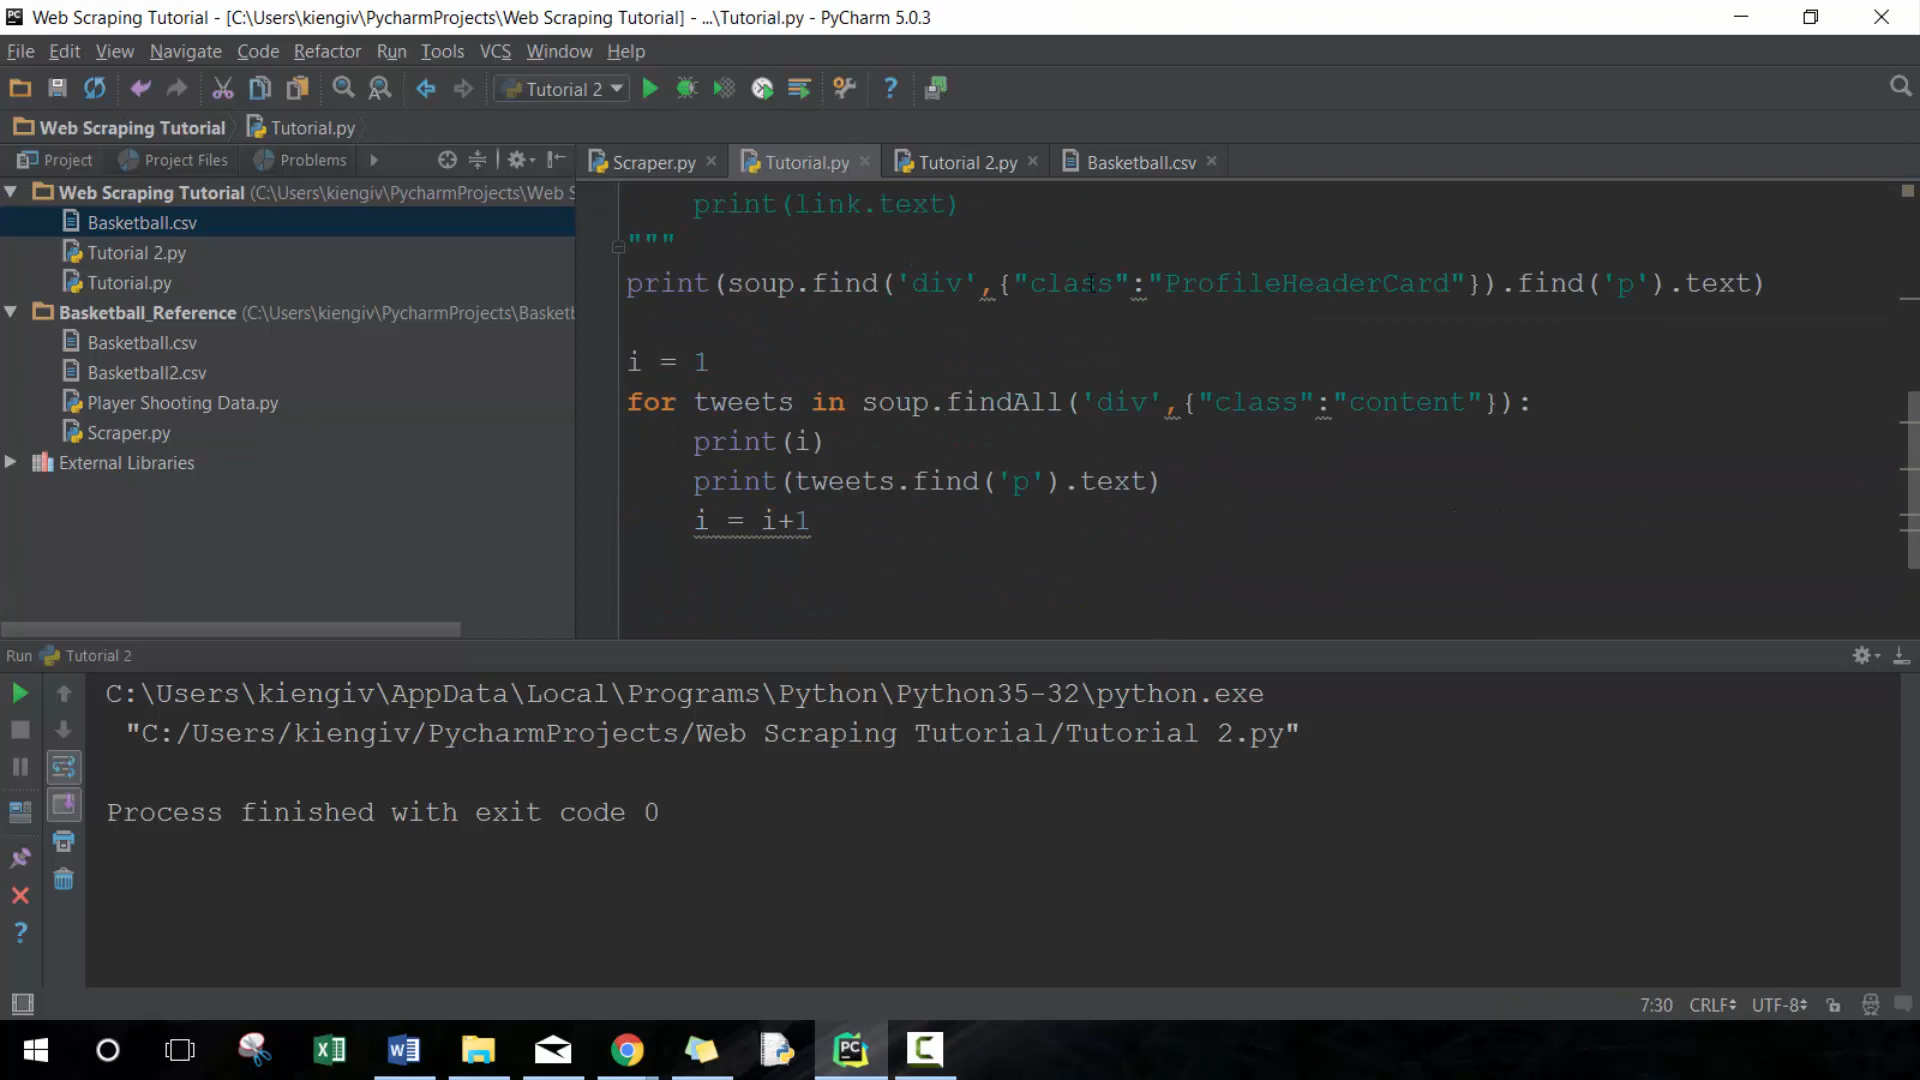 Web Scraping Tutorial - [C:\Users\kiengiv\PycharmProjects\Web Scraping Tutorial] - ...\Tutorial.py - PyCharm 5.0.3
File Edit View Navigate Code Refactor Run Tools VCS Window Help
Tutorial 2
Web Scraping Tutorial Tutorial.py
Project Project Files Problems
Scraper.py Tutorial.py Tutorial 2.py Basketball.csv
Web Scraping Tutorial (C:\Users\kiengiv\PycharmProjects\Web S
Basketball.csv
Tutorial 2.py
Tutorial.py
Basketball_Reference (C:\Users\kiengiv\PycharmProjects\Basketb
Basketball.csv
Basketball2.csv
Player Shooting Data.py
Scraper.py
External Libraries
print(link.text)
"""
print(soup.find('div',{"class":"ProfileHeaderCard"}).find('p').text)
i = 1
for tweets in soup.findAll('div',{"class":"content"}):
print(i)
print(tweets.find('p').text)
i = i+1
Run Tutorial 2
C:\Users\kiengiv\AppData\Local\Programs\Python\Python35-32\python.exe
"C:/Users/kiengiv/PycharmProjects/Web Scraping Tutorial/Tutorial 2.py"
Process finished with exit code 0
7:30 CRLF UTF-8